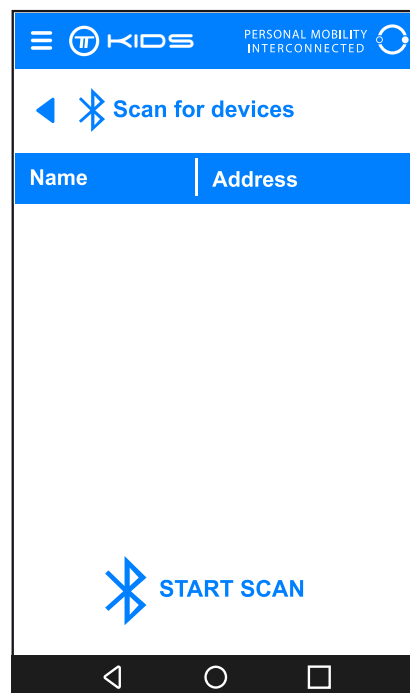 KIDS
PERSONAL MOBILITY
INTERCONNECTED
Scan for devices
Name
Address
START SCAN